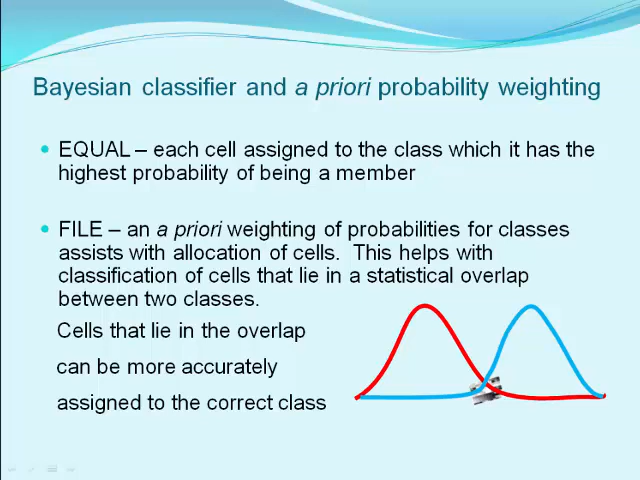 Bayesian classifier and a priori probability weighting
EQUAL – each cell assigned to the class which it has the
highest probability of being a member
FILE – an a priori weighting of probabilities for classes
assists with allocation of cells.  This helps with
classification of cells that lie in a statistical overlap
between two classes.
Cells that lie in the overlap
can be more accurately
assigned to the correct class